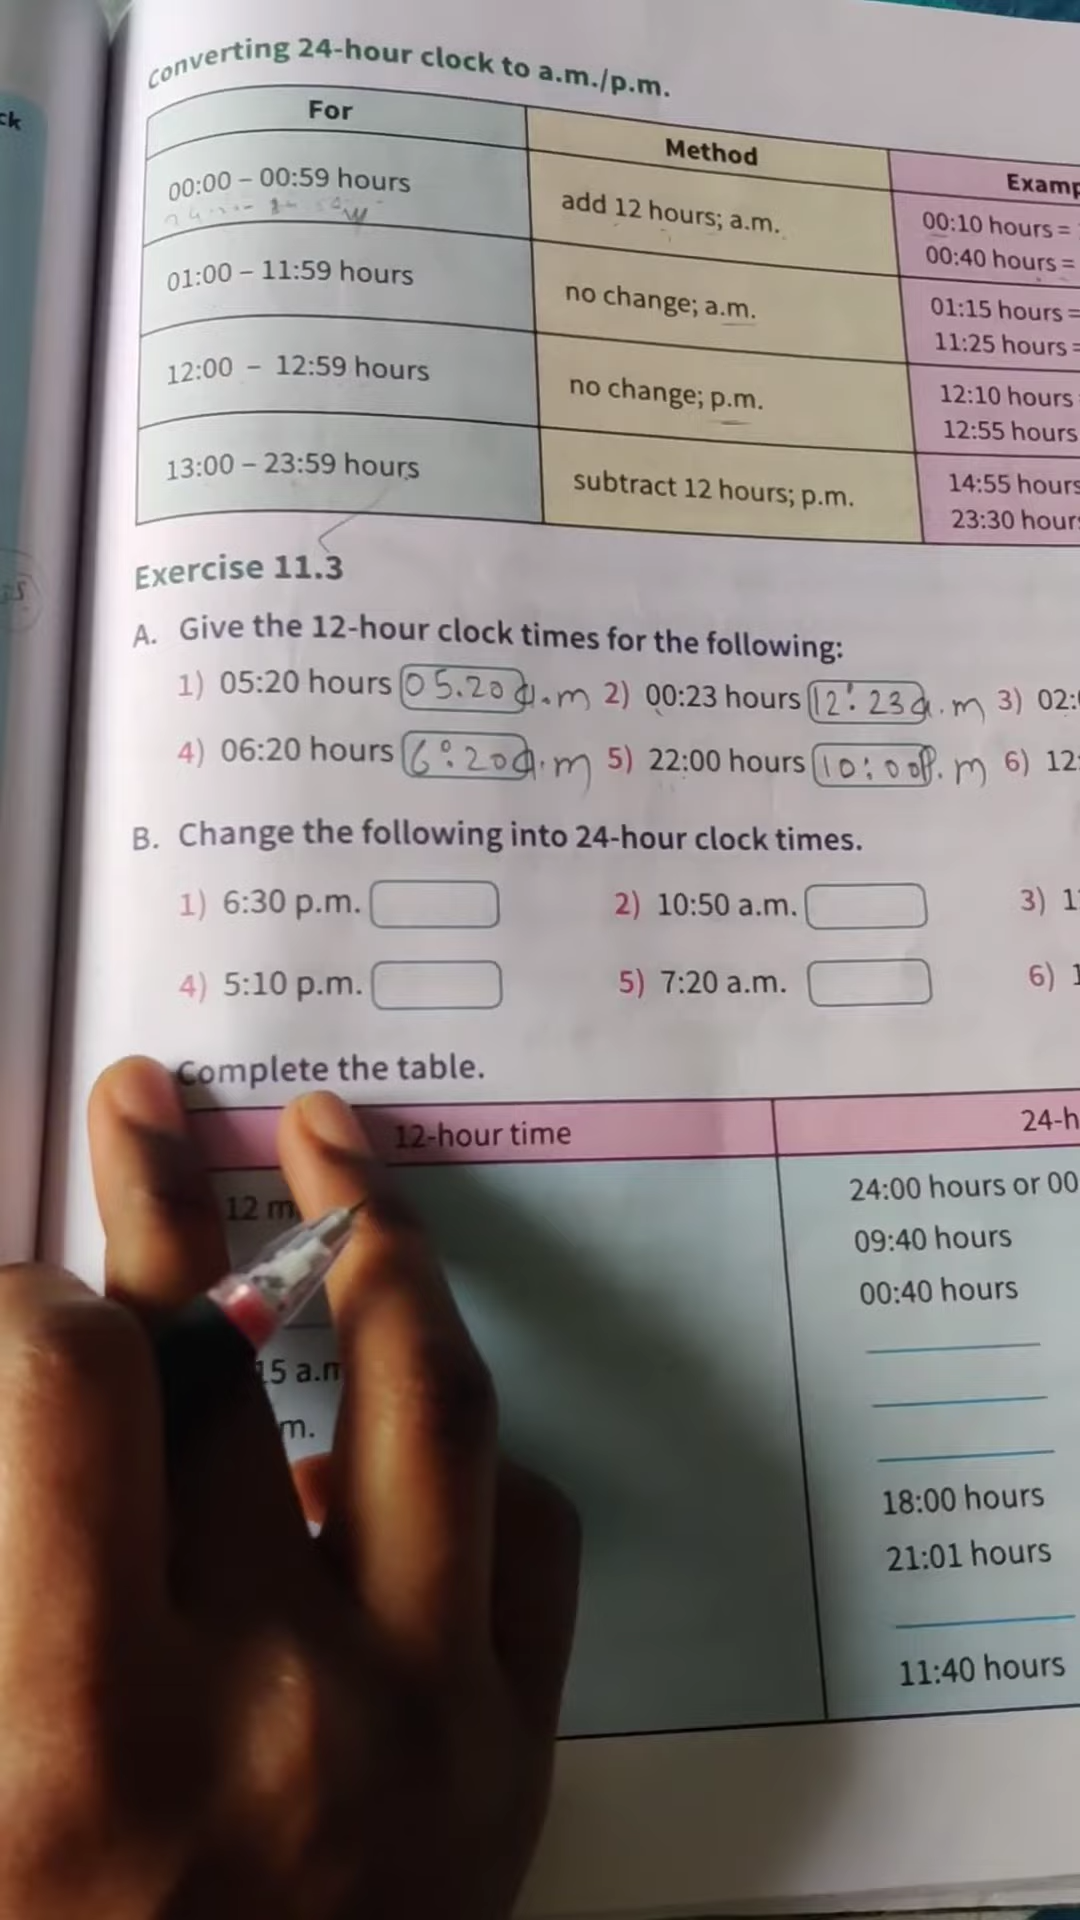 ck
Converting 24-hour clock to a.m./p.m.
For
Method
Examp
00:00 – 00:59 hours
add 12 hours; a.m.
00:10 hours =
00:40 hours =
01:00 – 11:59 hours
no change; a.m.
01:15 hours =
11:25 hours =
12:00 – 12:59 hours
no change; p.m.
12:10 hours
12:55 hours
13:00 – 23:59 hours
subtract 12 hours; p.m.
14:55 hours
23:30 hours
Exercise 11.3
A. Give the 12-hour clock times for the following:
1) 05:20 hours 05.20a.m 2) 00:23 hours 12:23a.m 3) 02:
4) 06:20 hours 6:20a.m 5) 22:00 hours 10:00p.m 6) 12:
B. Change the following into 24-hour clock times.
1) 6:30 p.m. 2) 10:50 a.m. 3) 1
4) 5:10 p.m. 5) 7:20 a.m. 6) 1
Complete the table.
12-hour time 24-h
12 m 24:00 hours or 00
09:40 hours
00:40 hours
15 a.m
m.
18:00 hours
21:01 hours
11:40 hours